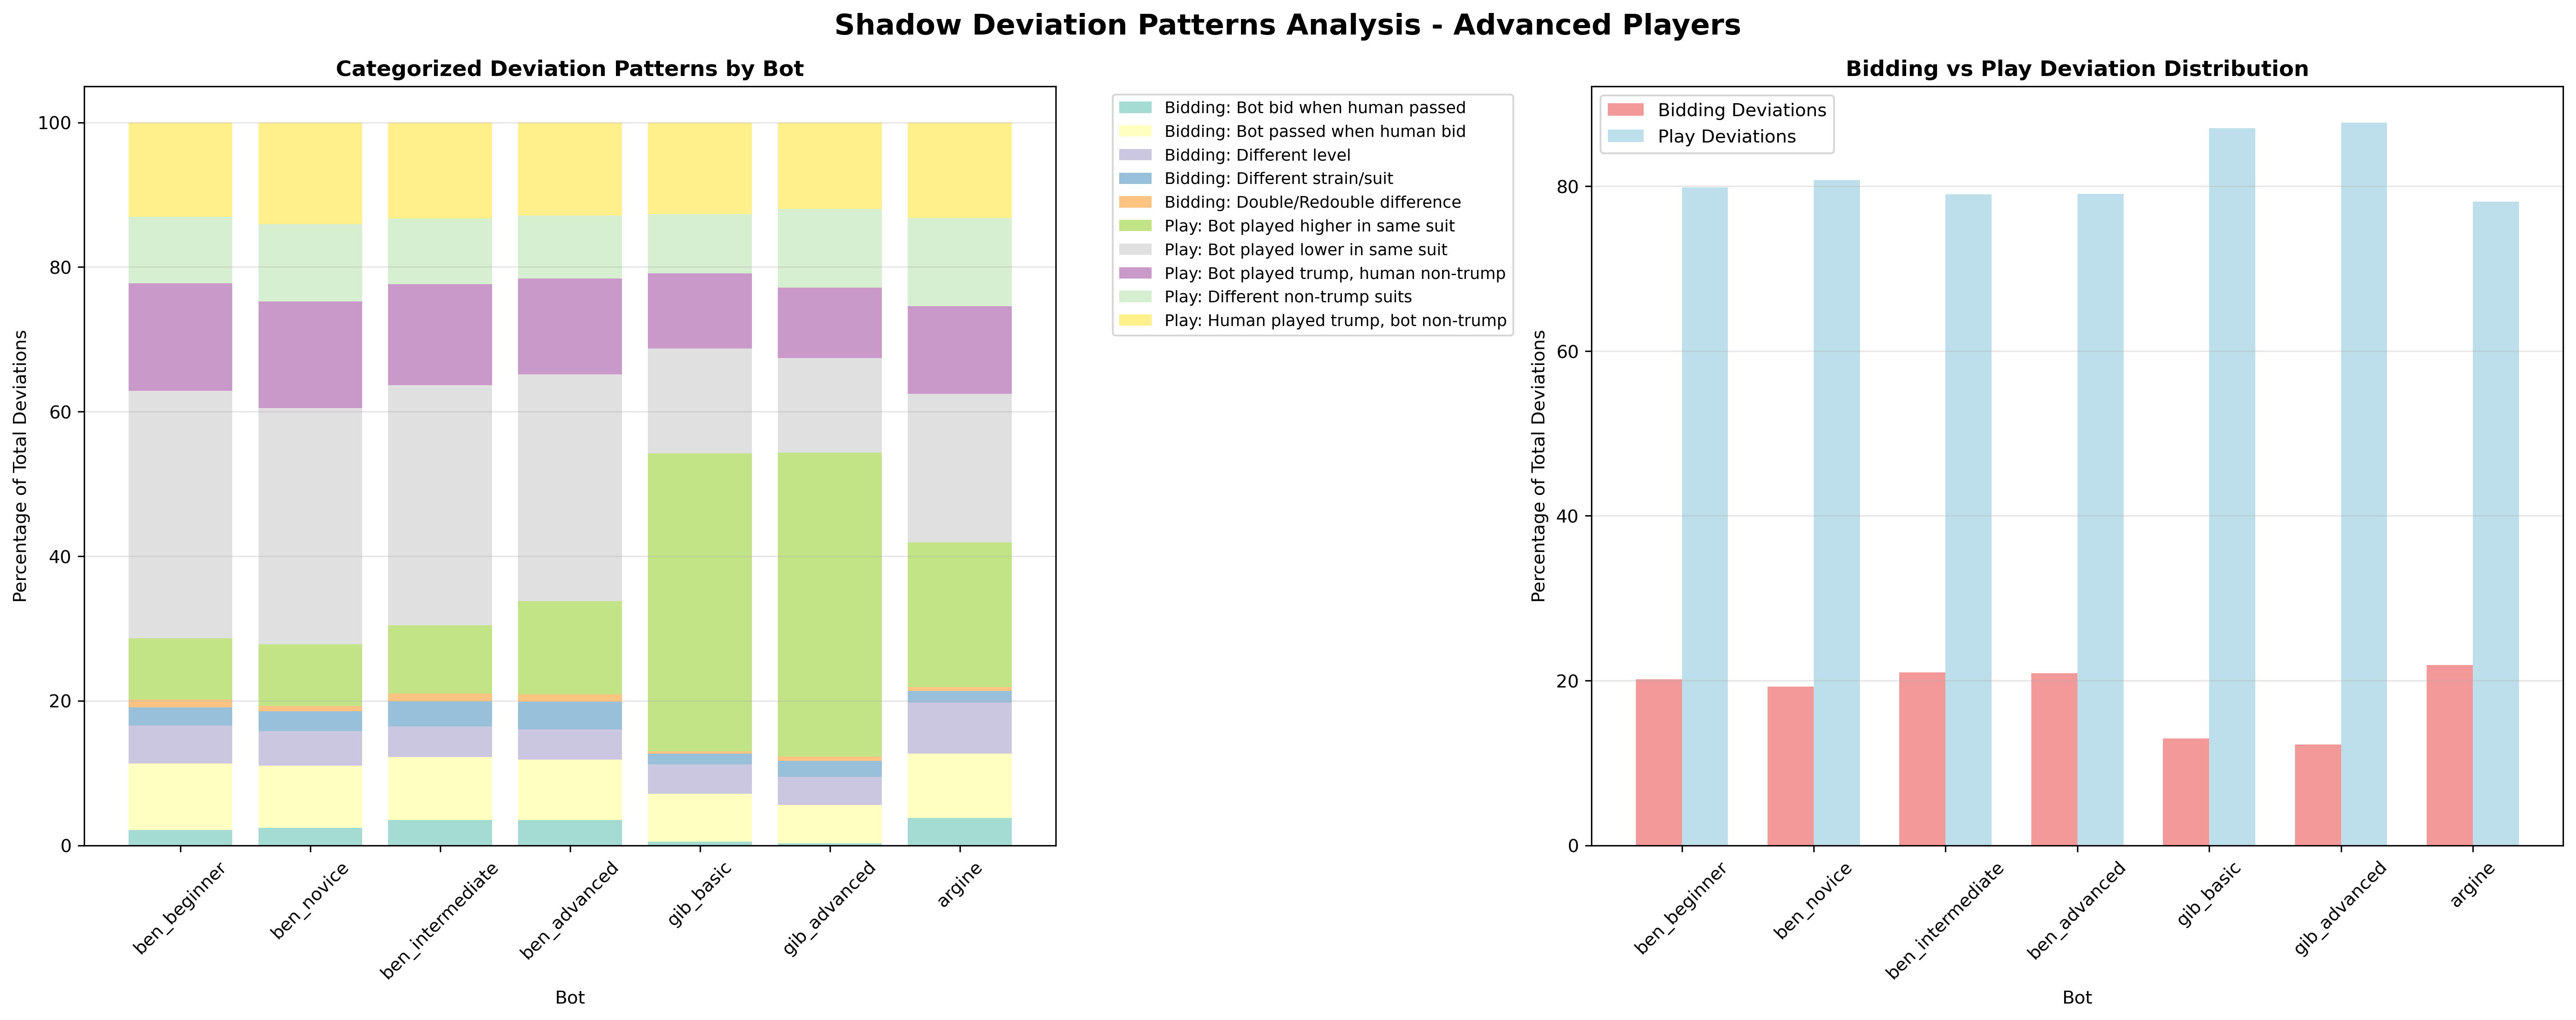 Shadow Deviation Patterns Analysis - Advanced Players
Categorized Deviation Patterns by Bot
Percentage of Total Deviations
100
80
60
40
20
0
ben_beginner
ben_novice
ben_intermediate
ben_advanced
gib_basic
gib_advanced
argine
Bot
Bidding: Bot bid when human passed
Bidding: Bot passed when human bid
Bidding: Different level
Bidding: Different strain/suit
Bidding: Double/Redouble difference
Play: Bot played higher in same suit
Play: Bot played lower in same suit
Play: Bot played trump, human non-trump
Play: Different non-trump suits
Play: Human played trump, bot non-trump
Bidding vs Play Deviation Distribution
Bidding Deviations
Play Deviations
Percentage of Total Deviations
80
60
40
20
0
ben_beginner
ben_novice
ben_intermediate
ben_advanced
gib_basic
gib_advanced
argine
Bot